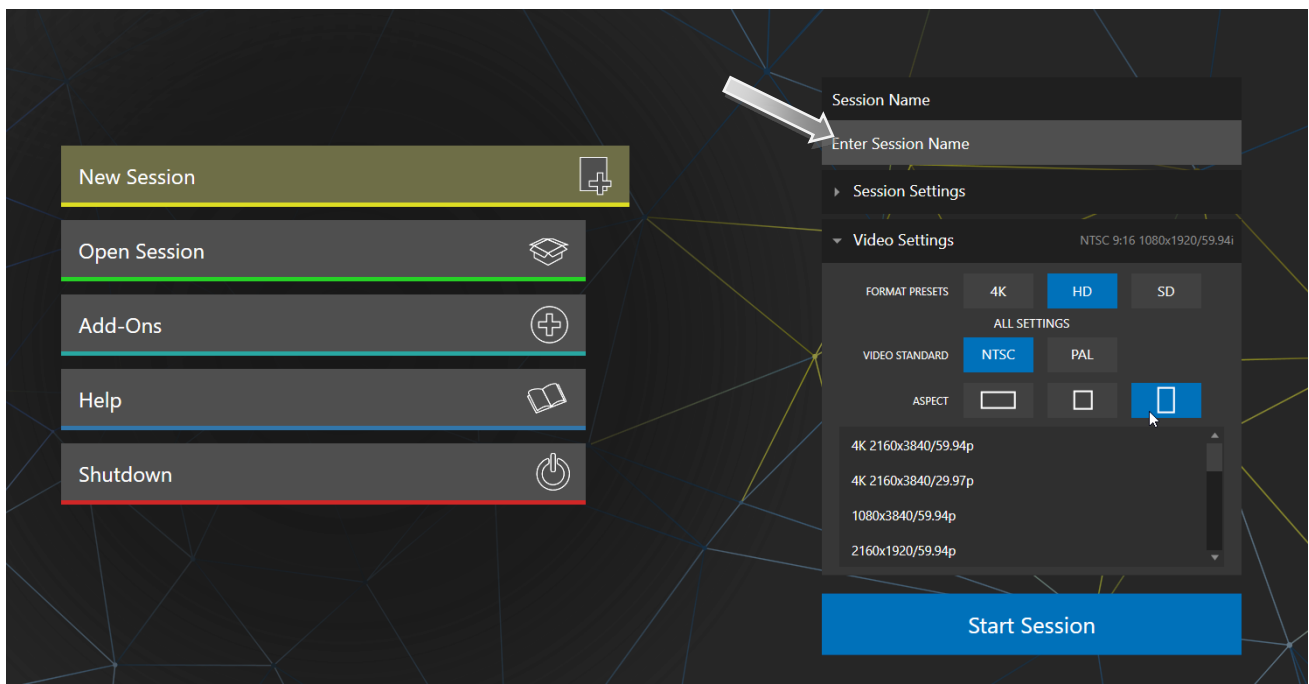 New Session
Open Session
Add-Ons
Help
Shutdown
Session Name
Enter Session Name
Session Settings
Video Settings NTSC 9:16 1080x1920/59.94i
FORMAT PRESETS 4K HD SD
ALL SETTINGS
VIDEO STANDARD NTSC PAL
ASPECT
4K 2160x3840/59.94p
4K 2160x3840/29.97p
1080x3840/59.94p
2160x1920/59.94p
Start Session